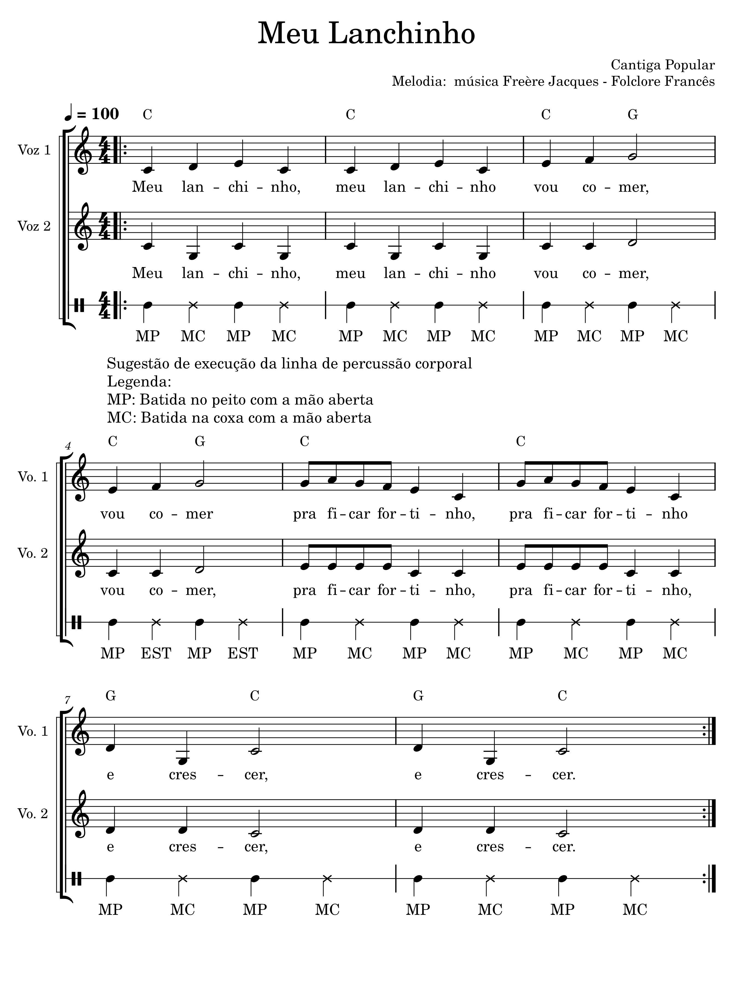 Meu Lanchinho
Cantiga Popular
Melodia:  música Freère Jacques - Folclore Francês
♩ = 100 C C C G
Voz 1
4/4
Meu lan - chi - nho, meu lan - chi - nho vou co - mer,
Voz 2
4/4
Meu lan - chi - nho, meu lan - chi - nho vou co - mer,
4/4
MP MC MP MC MP MC MP MC MP MC MP MC
Sugestão de execução da linha de percussão corporal
Legenda:
MP: Batida no peito com a mão aberta
MC: Batida na coxa com a mão aberta
4 C G C C
Vo. 1
vou co - mer pra fi - car for - ti - nho, pra fi - car for - ti - nho
Vo. 2
vou co - mer, pra fi - car for - ti - nho, pra fi - car for - ti - nho,
MP EST MP EST MP MC MP MC MP MC MP MC
7 G C G C
Vo. 1
e cres - cer, e cres - cer.
Vo. 2
e cres - cer, e cres - cer.
MP MC MP MC MP MC MP MC